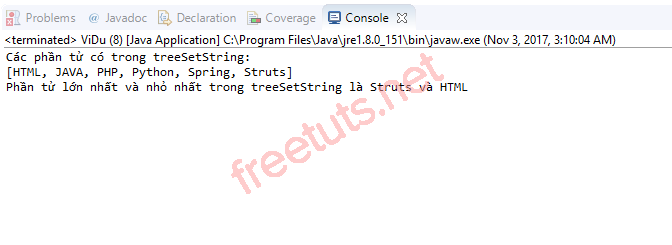 Problems @ Javadoc Declaration Coverage Console
<terminated> ViDu (8) [Java Application] C:\Program Files\Java\jre1.8.0_151\bin\javaw.exe (Nov 3, 2017, 3:10:04 AM)
Các phần tử có trong treeSetString:
[HTML, JAVA, PHP, Python, Spring, Struts]
Phần tử lớn nhất và nhỏ nhất trong treeSetString là Struts và HTML
freetuts.net